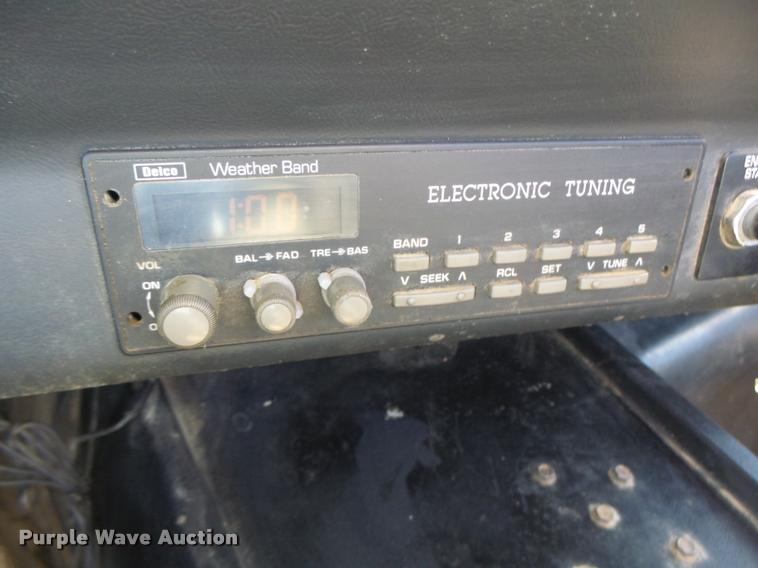 Delco Weather Band
ELECTRONIC TUNING
1:00
VOL
BAL FAD TRE BAS
BAND 1 2 3 4 5
ON
V SEEK Λ RCL SET V TUNE Λ
Purple Wave Auction